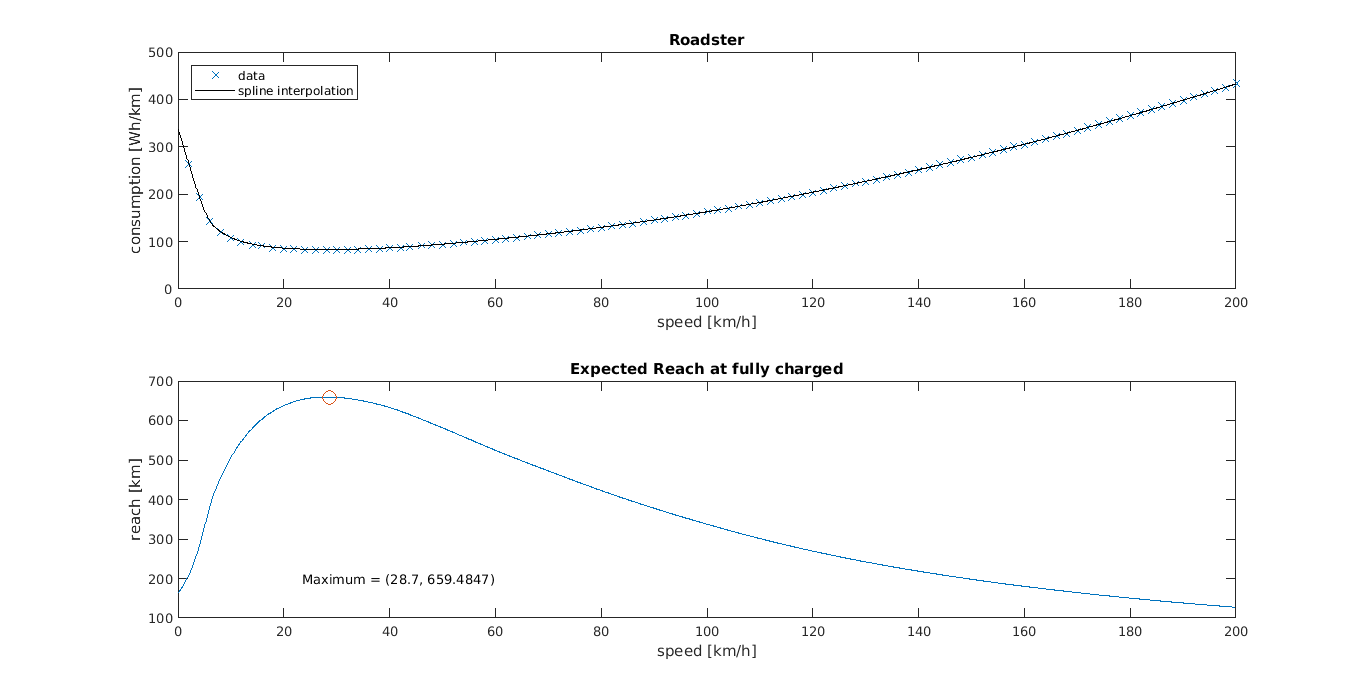 Roadster
500
400
300
200
100
0
consumption [Wh/km]
data
spline interpolation
0 20 40 60 80 100 120 140 160 180 200
speed [km/h]
Expected Reach at fully charged
700
600
500
400
300
200
100
reach [km]
Maximum = (28.7, 659.4847)
0 20 40 60 80 100 120 140 160 180 200
speed [km/h]